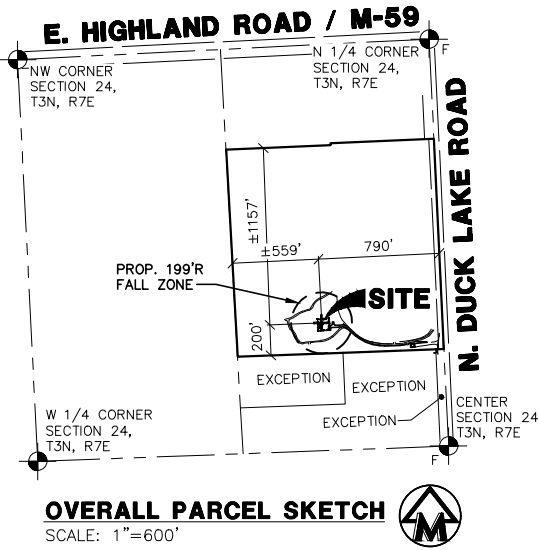 E. HIGHLAND ROAD / M-59
NW CORNER
SECTION 24,
T3N, R7E
N 1/4 CORNER
SECTION 24,
T3N, R7E
F
N. DUCK LAKE ROAD
±1157'
±559'
790'
PROP. 199'R
FALL ZONE
SITE
200'
EXCEPTION
EXCEPTION
EXCEPTION
W 1/4 CORNER
SECTION 24,
T3N, R7E
CENTER
SECTION 24
T3N, R7E
F
OVERALL PARCEL SKETCH
SCALE: 1"=600'
M